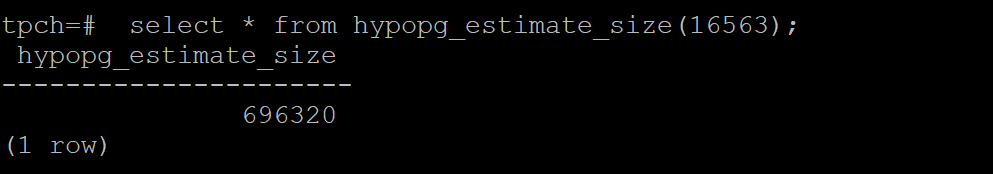 tpch=#  select * from hypopg_estimate_size(16563);
 hypopg_estimate_size
----------------------
               696320
(1 row)